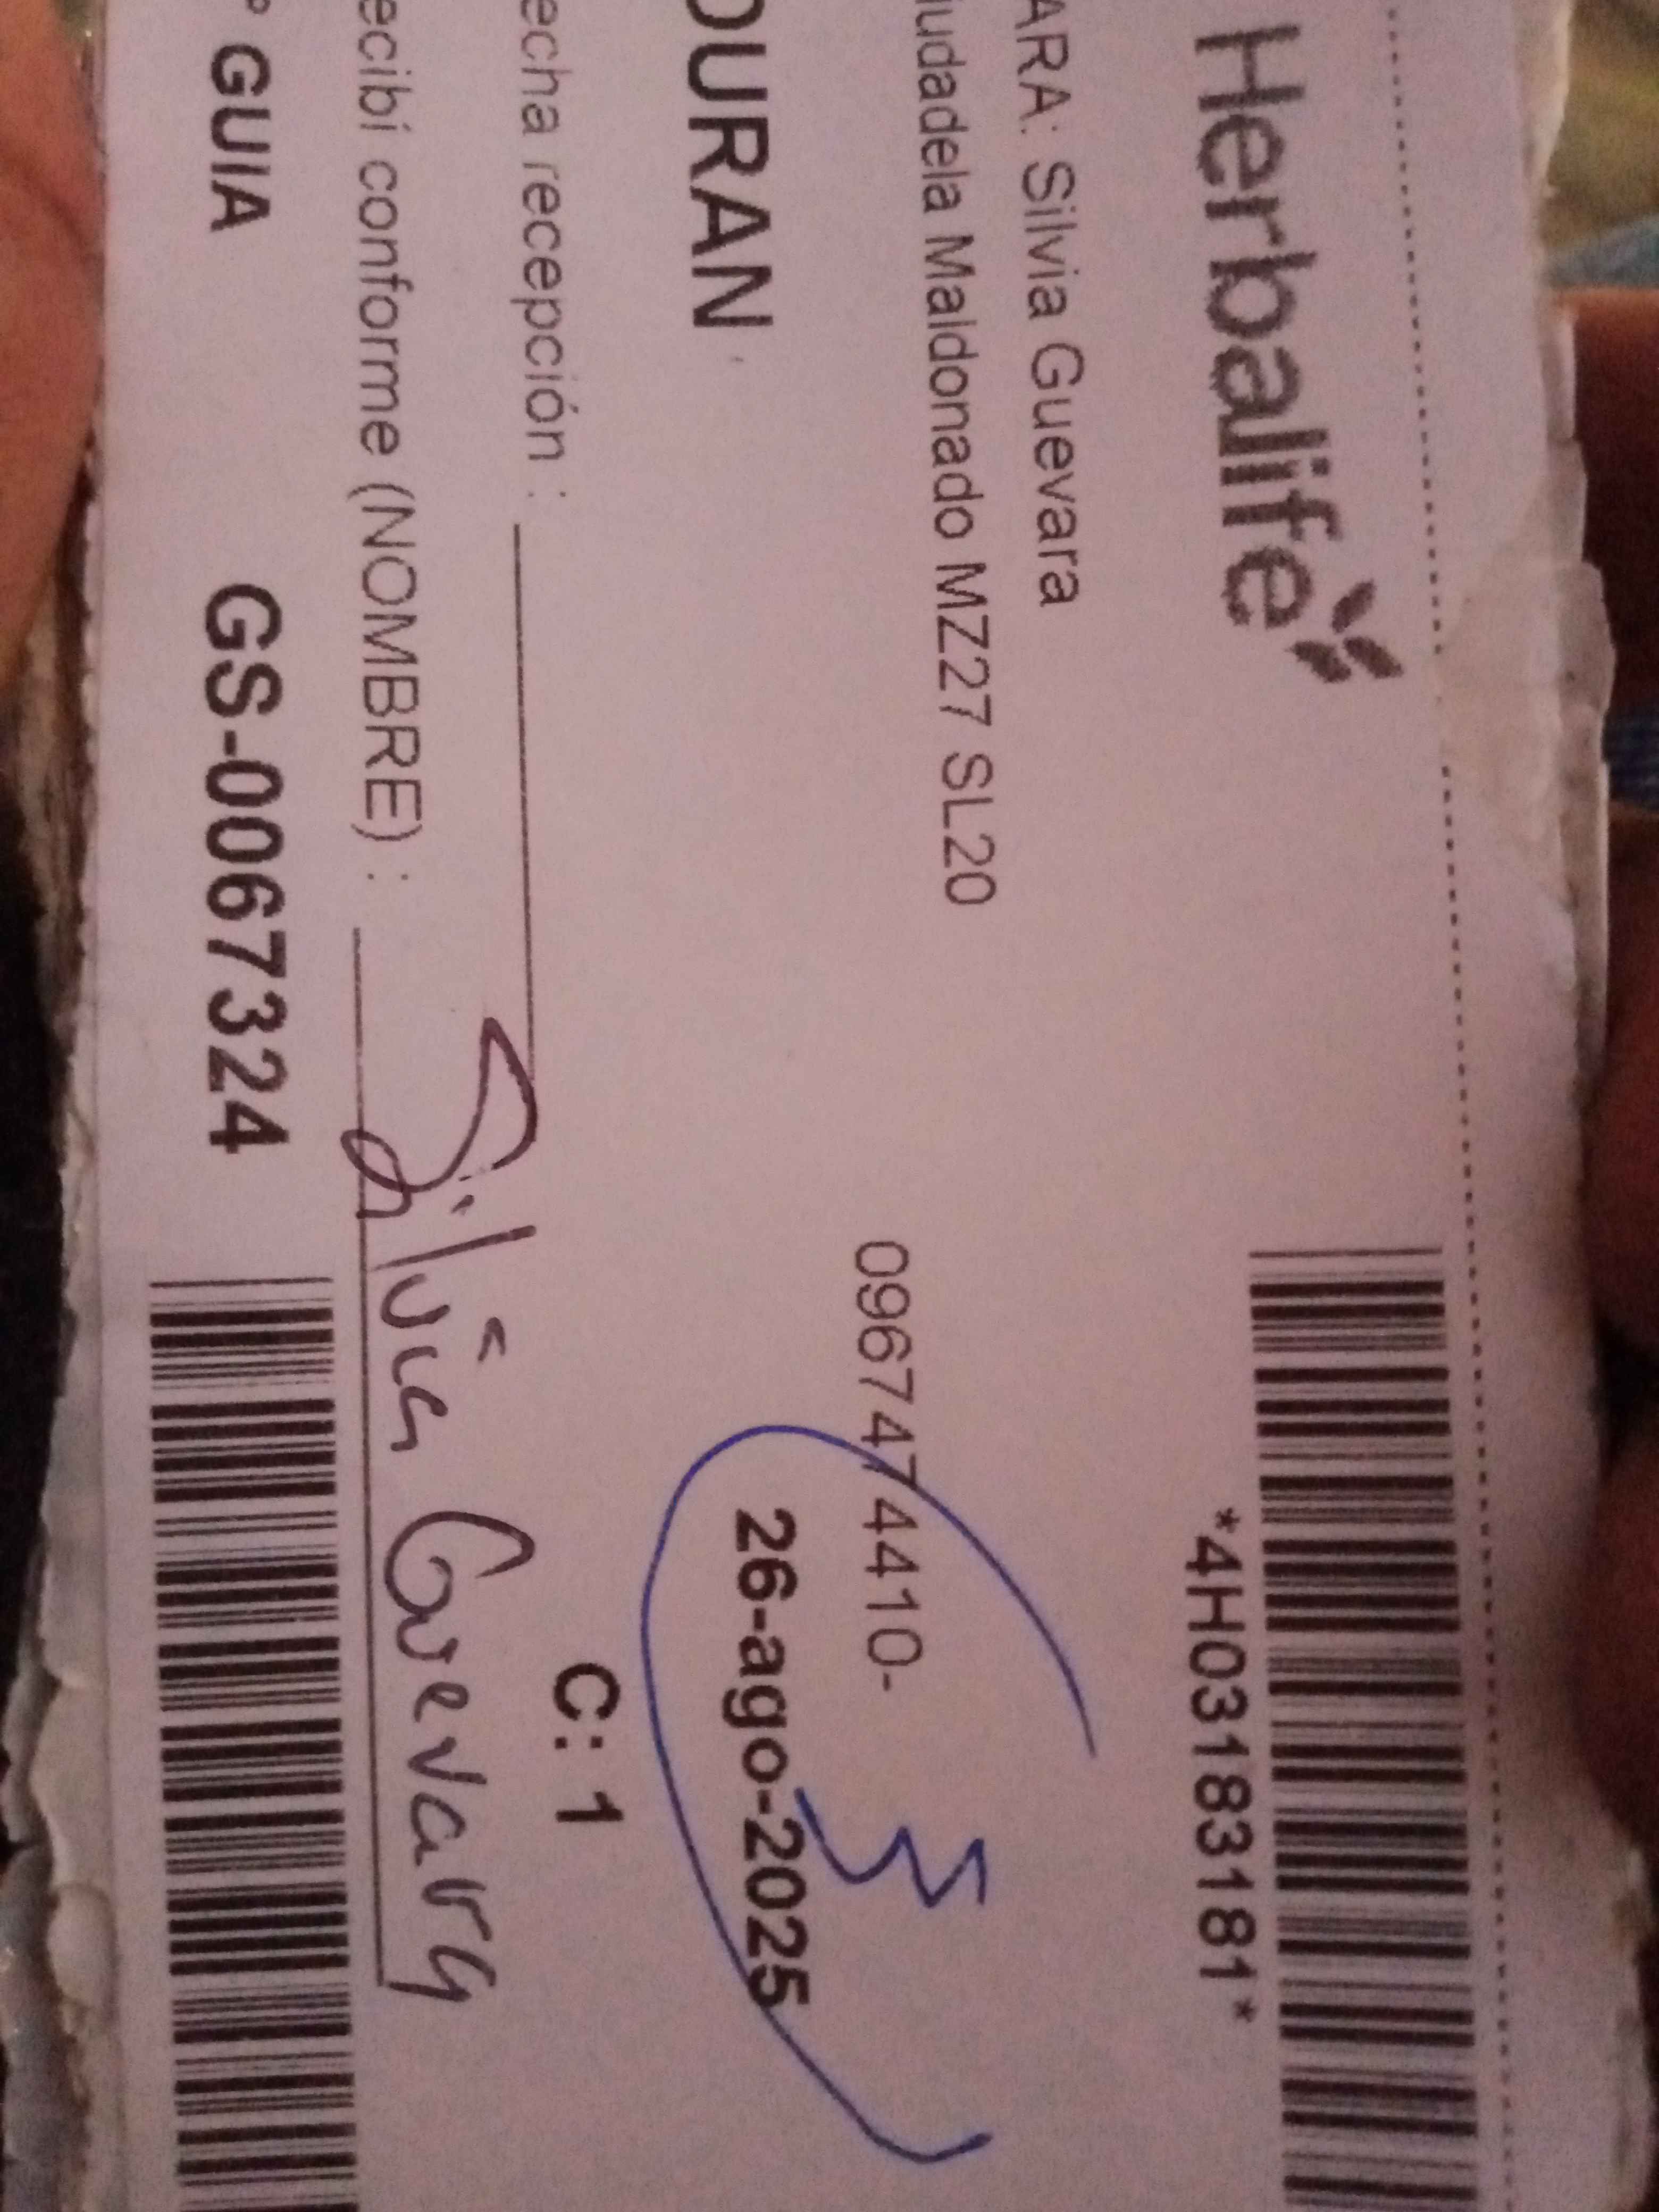 Herbalife
*4H03183181*
ARA: Silvia Guevara
iudadela Maldonado MZ27 SL20
0967474410-
DURAN
26-ago-2025
echa recepción :
C: 1
ecibí conforme (NOMBRE) : Silvia Guevara
° GUIA GS-0067324